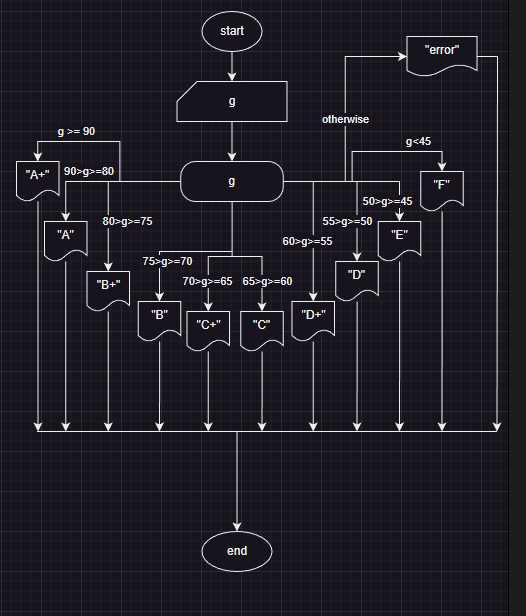 start
"error"
g
otherwise
g >= 90
g<45
"A+"
90>g>=80
g
"F"
50>g>=45
80>g>=75
55>g>=50
"A"
"E"
60>g>=55
75>g>=70
"D"
70>g>=65
65>g>=60
"B+"
"B"
"C+"
"C"
"D+"
end